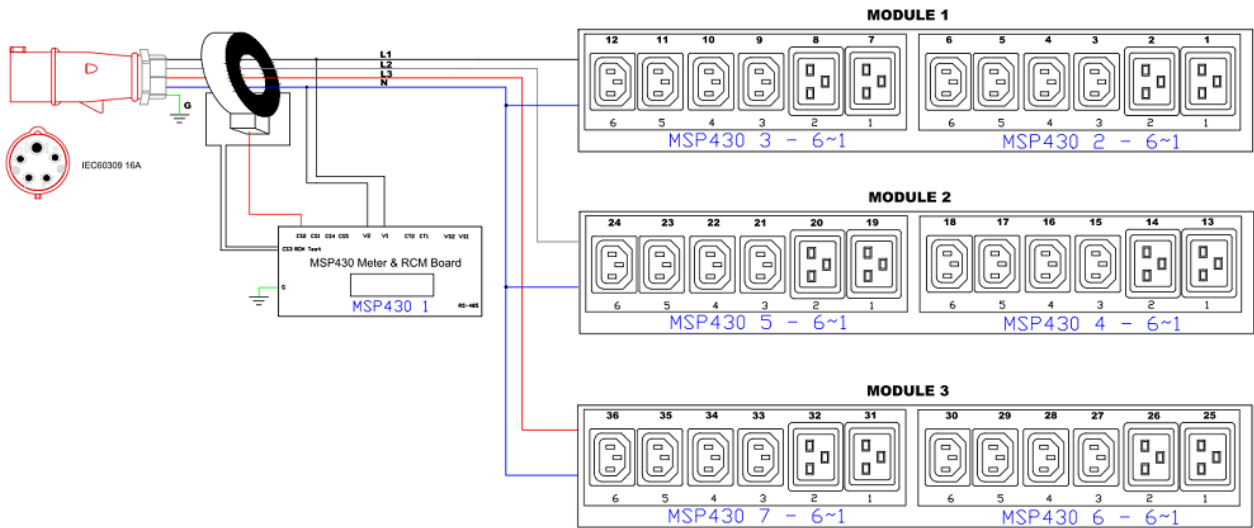 MODULE 1
L1
L2
L3
N
G
IEC60309 16A
12 11 10 9 8 7 6 5 4 3 2 1
6 5 4 3 2 1 6 5 4 3 2 1
MSP430 3 - 6~1 MSP430 2 - 6~1
MODULE 2
24 23 22 21 20 19 18 17 16 15 14 13
6 5 4 3 2 1 6 5 4 3 2 1
MSP430 5 - 6~1 MSP430 4 - 6~1
CS2 CS1 CS4 CS5 V2 V1 CT2 CT1 VS2 VS1
CS3 RCM Test
MSP430 Meter & RCM Board
G
MSP430 1
RS-485
MODULE 3
36 35 34 33 32 31 30 29 28 27 26 25
6 5 4 3 2 1 6 5 4 3 2 1
MSP430 7 - 6~1 MSP430 6 - 6~1